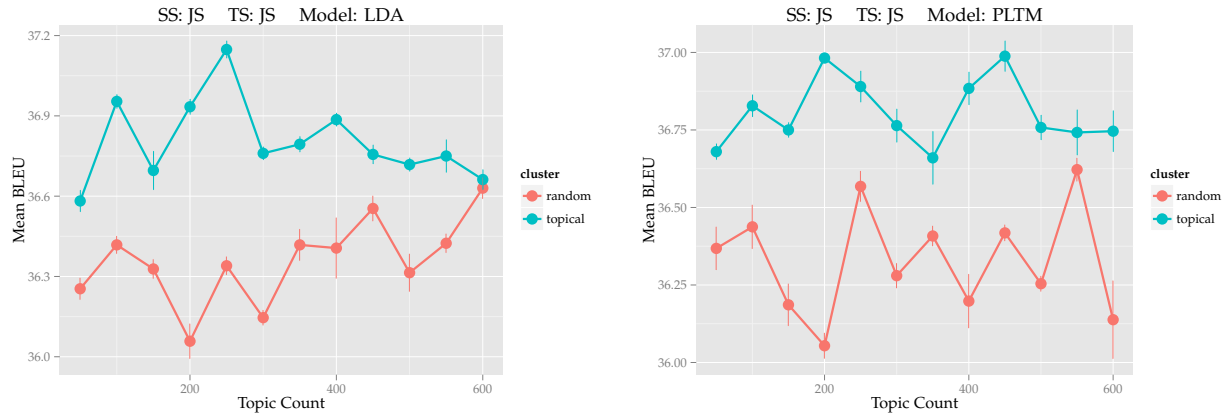 SS: JS TS: JS Model: LDA
37.2
36.9
36.6
36.3
36.0
Mean BLEU
200
400
600
Topic Count
cluster
random
topical
SS: JS TS: JS Model: PLTM
37.00
36.75
36.50
36.25
36.00
Mean BLEU
200
400
600
Topic Count
cluster
random
topical